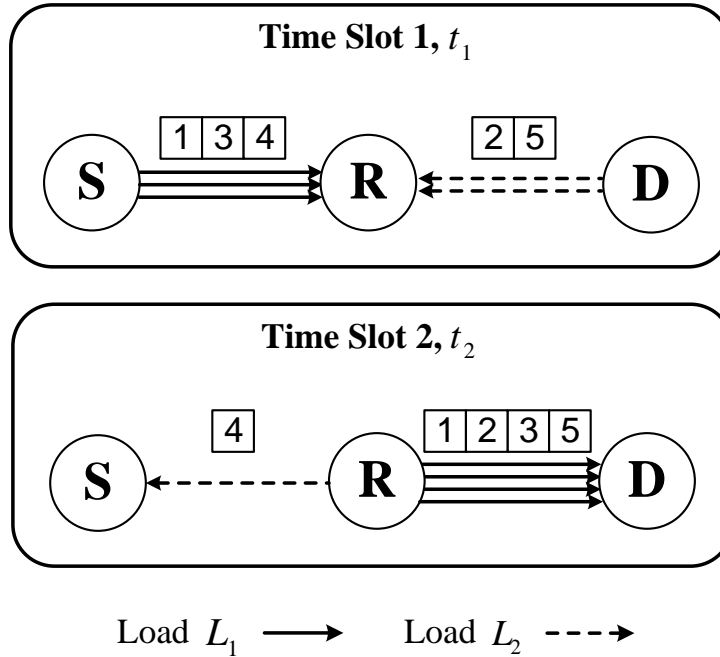 Time Slot 1, t₁
1 3 4 2 5
S R D
Time Slot 2, t₂
4 1 2 3 5
S R D
Load L₁ Load L₂